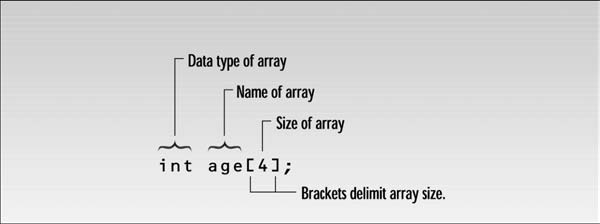 Data type of array
Name of array
Size of array
int age[4];
Brackets delimit array size.